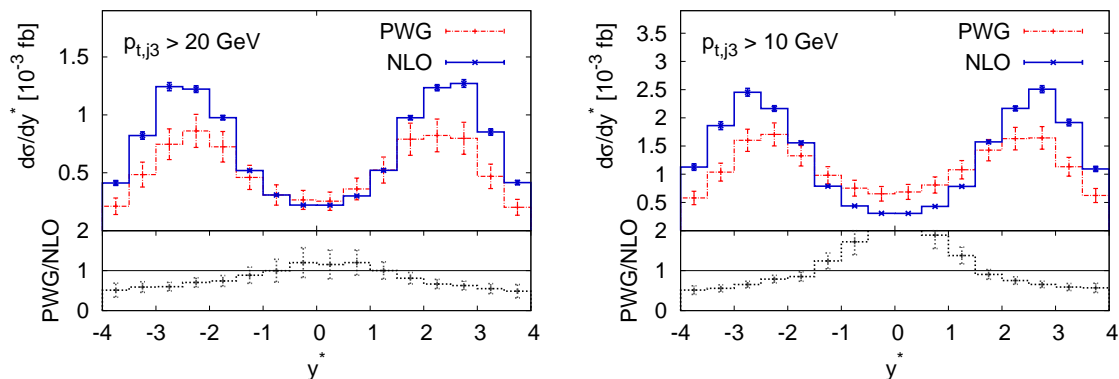 p_t,j3 > 20 GeV
PWG
NLO
dσ/dy* [10^-3 fb]
1.5
1
0.5
PWG/NLO
2
1
0
-4 -3 -2 -1 0 1 2 3 4
y*
p_t,j3 > 10 GeV
PWG
NLO
dσ/dy* [10^-3 fb]
3.5
3
2.5
2
1.5
1
0.5
PWG/NLO
2
1
0
-4 -3 -2 -1 0 1 2 3 4
y*